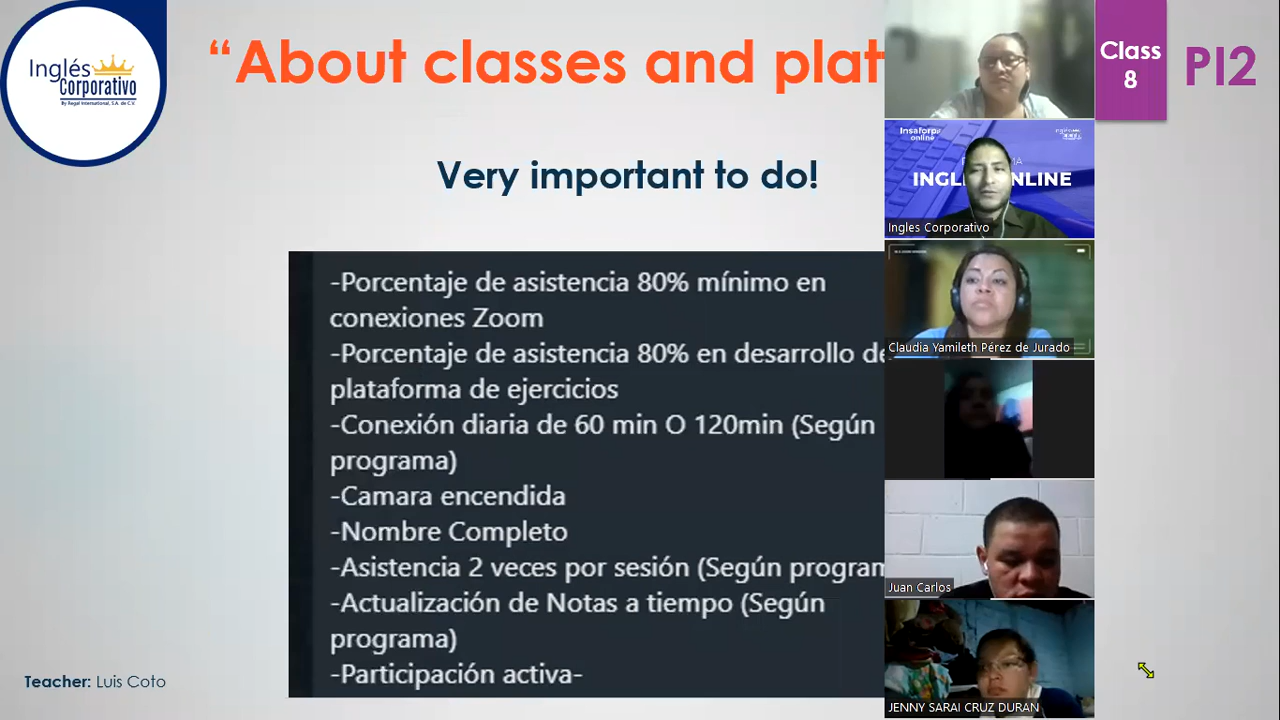 Inglés
Corporativo
By Regal International, S.A. de C.V.
“About classes and plat
Class
8
PI2
Very important to do!
-Porcentaje de asistencia 80% mínimo en
conexiones Zoom
-Porcentaje de asistencia 80% en desarrollo de
plataforma de ejercicios
-Conexión diaria de 60 min O 120min (Según
programa)
-Camara encendida
-Nombre Completo
-Asistencia 2 veces por sesión (Según program
-Actualización de Notas a tiempo (Según
programa)
-Participación activa-
Teacher: Luis Coto
Insaforp
online
INGL ONLINE
Ingles Corporativo
Claudia Yamileth Pérez de Jurado
Juan Carlos
JENNY SARAI CRUZ DURAN